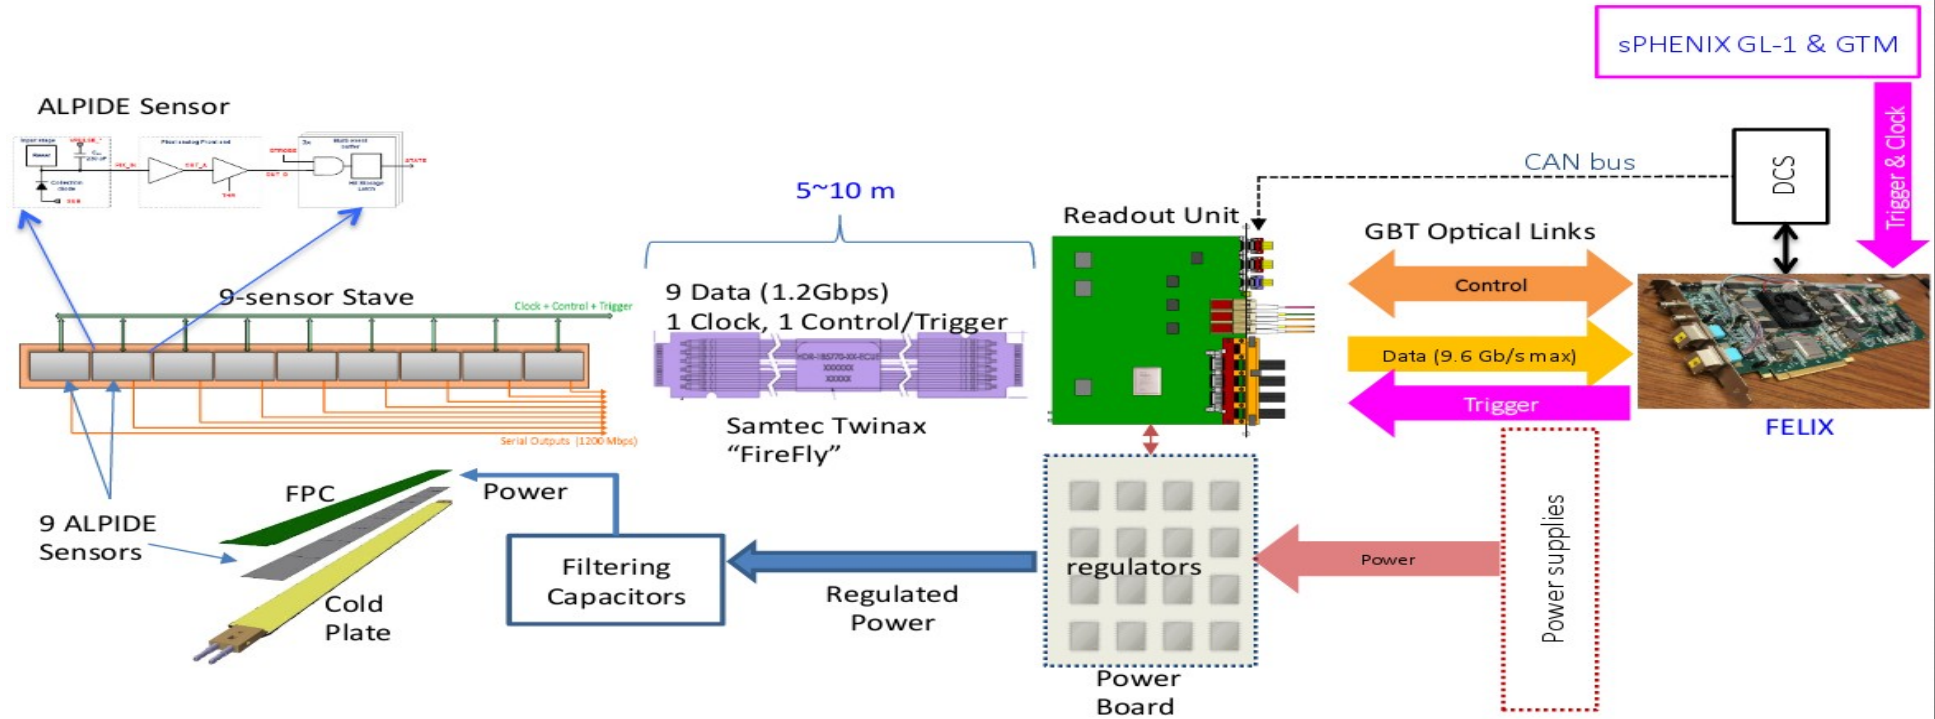 sPHENIX GL-1 & GTM
ALPIDE Sensor
Trigger & Clock
CAN bus
DCS
5~10 m
Readout Unit
GBT Optical Links
Control
9-sensor Stave
Clock + Control + Trigger
9 Data (1.2Gbps)
1 Clock, 1 Control/Trigger
XXXXXX
XXXXX
Data (9.6 Gb/s max)
Trigger
FELIX
Serial Outputs (1200 Mbps)
Samtec Twinax
“FireFly”
FPC
Power
9 ALPIDE
Sensors
Cold
Plate
Filtering
Capacitors
Regulated
Power
regulators
Power
Power supplies
Power
Board